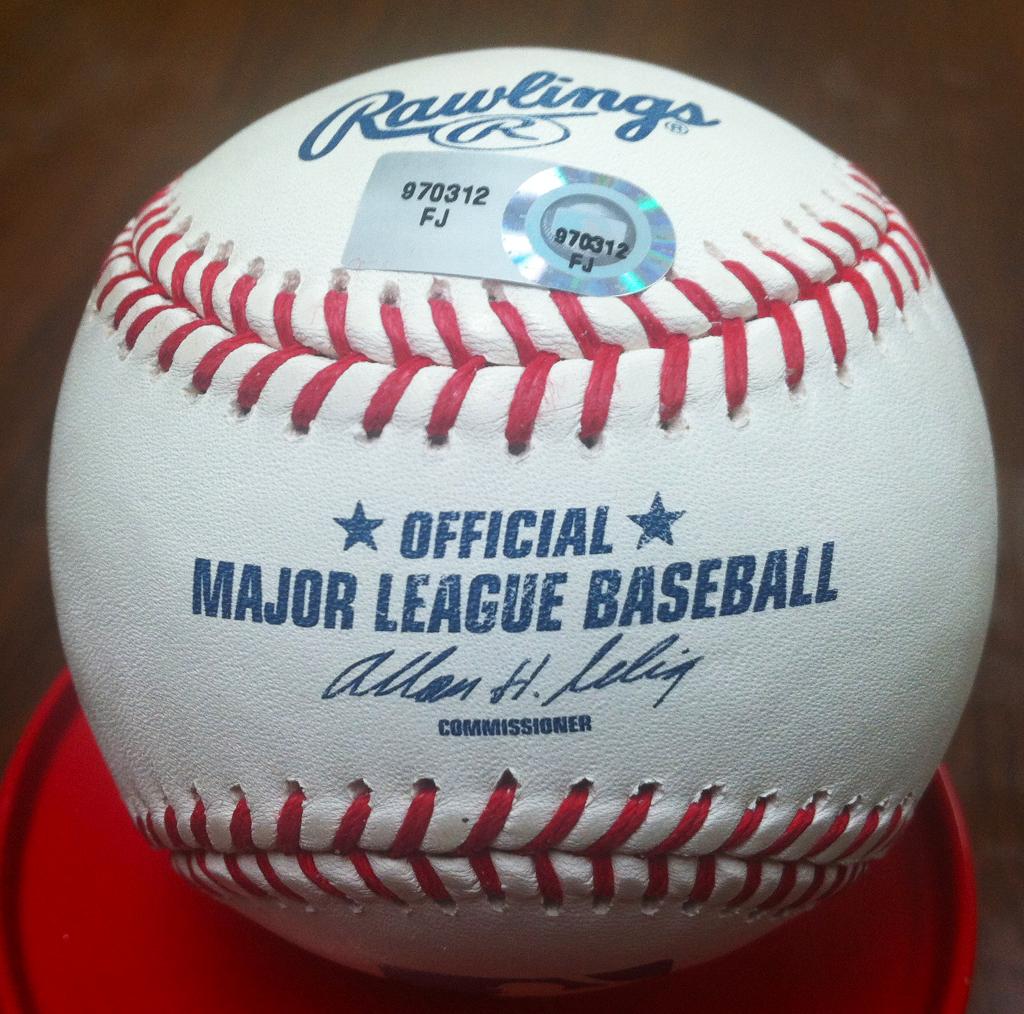 Rawlings ®
R
970312
FJ
970312
FJ
★ OFFICIAL ★
MAJOR LEAGUE BASEBALL
Allan H. Selig
COMMISSIONER